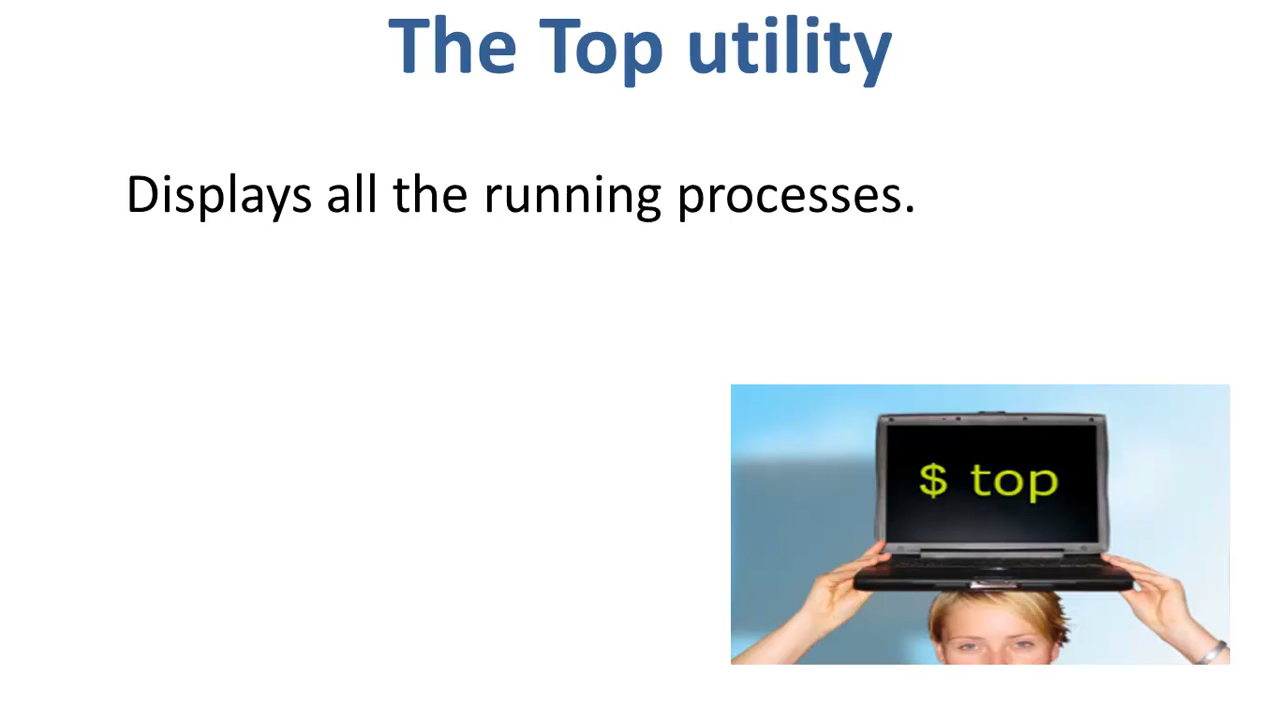 The Top utility
Displays all the running processes.
$ top